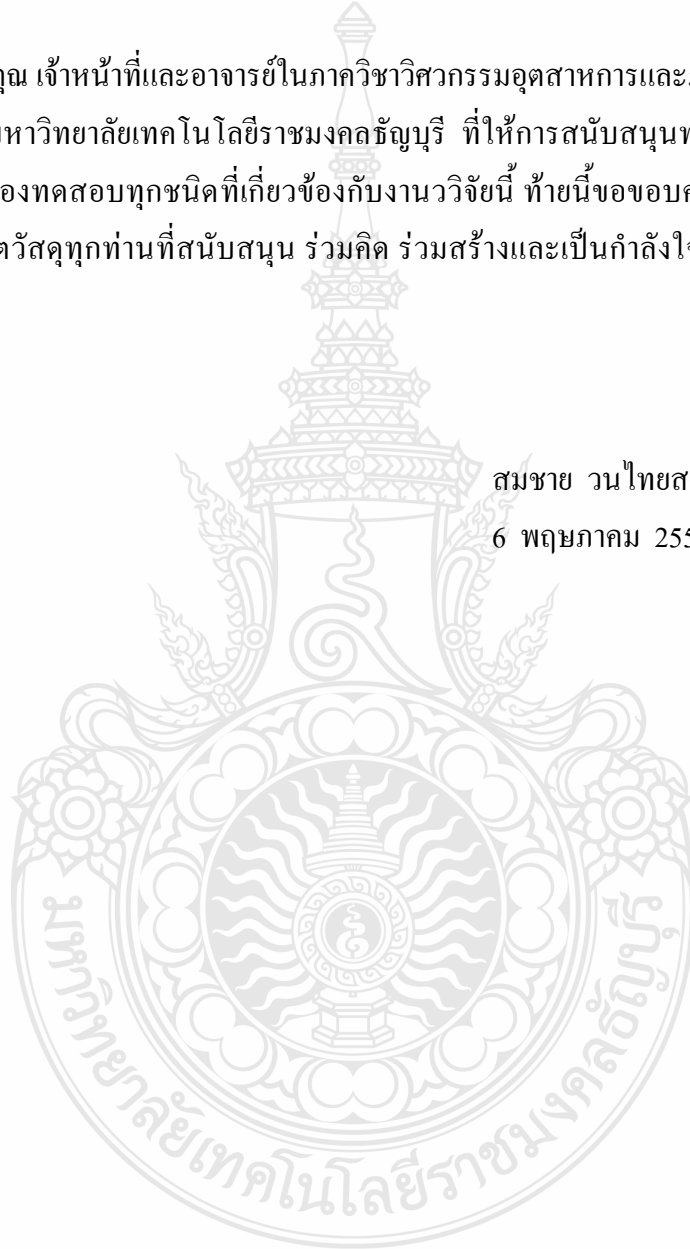 ุณ เจ้าหน้าที่และอาจารย์ในภาควิชาวิศวกรรมอุตสาหการและ
มหาวิทยาลัยเทคโนโลยีราชมงคลธัญบุรี ที่ให้การสนับสนุน
องทดสอบทุกชนิดที่เกี่ยวข้องกับงานววิจัยนี้ ท้ายนี้ขอขอบ
วัสดุทุกท่านที่สนับสนุน ร่วมคิด ร่วมสร้างและเป็นกำลังใจ
สมชาย วนไทยส
6 พฤษภาคม 255
มหาวิทยาลัยเทคโนโลยีราชมงคลธัญบุรี